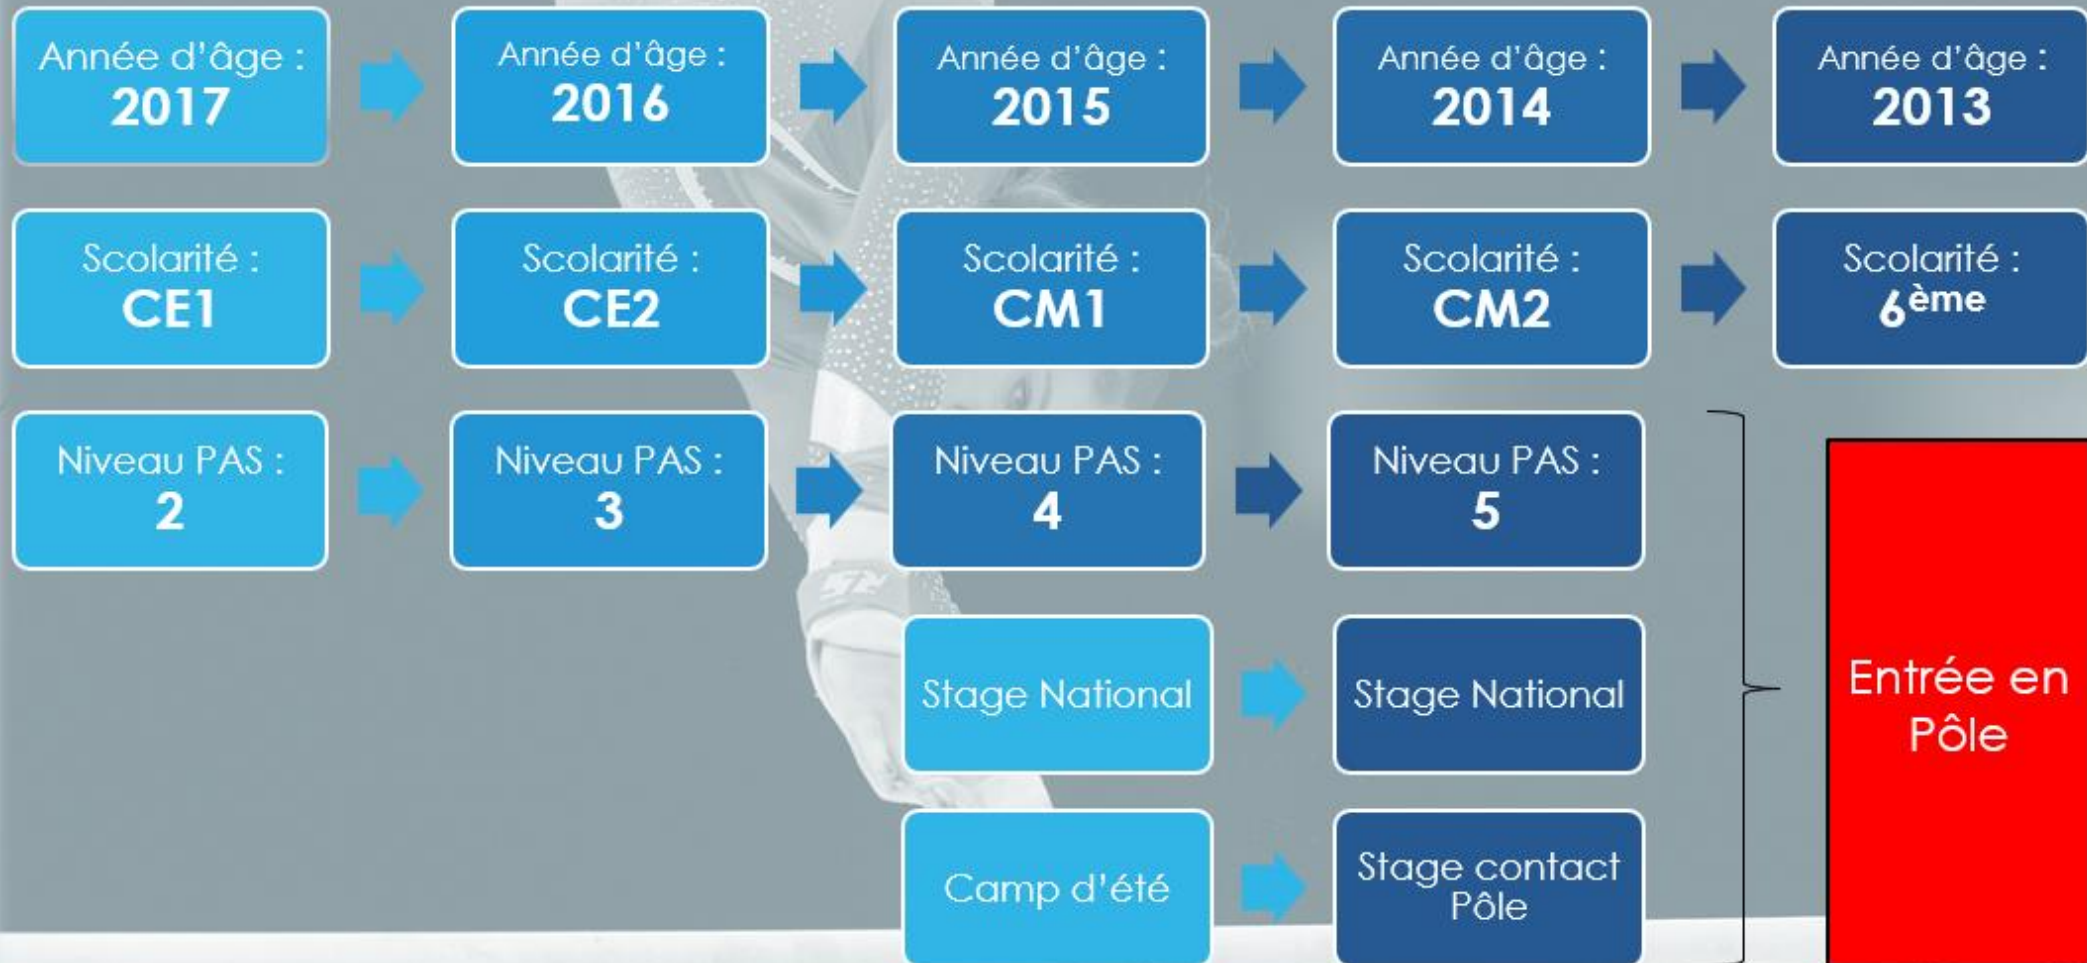 Année d'âge :
2017
Année d'âge :
2016
Année d'âge :
2015
Année d'âge :
2014
Année d'âge :
2013
Scolarité :
CE1
Scolarité :
CE2
Scolarité :
CM1
Scolarité :
CM2
Scolarité :
6ème
Niveau PAS :
2
Niveau PAS :
3
Niveau PAS :
4
Niveau PAS :
5
Stage National
Stage National
Camp d'été
Stage contact
Pôle
Entrée en
Pôle